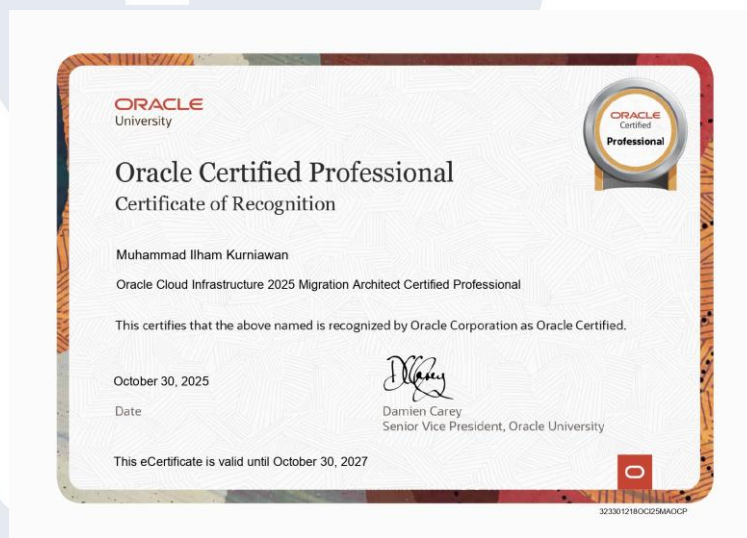 ORACLE
University
ORACLE
Certified
Professional
Oracle Certified Professional
Certificate of Recognition
Muhammad Ilham Kurniawan
Oracle Cloud Infrastructure 2025 Migration Architect Certified Professional
This certifies that the above named is recognized by Oracle Corporation as Oracle Certified.
October 30, 2025
Date
DCarey
Damien Carey
Senior Vice President, Oracle University
This eCertificate is valid until October 30, 2027
323301218OCI25MAOCP